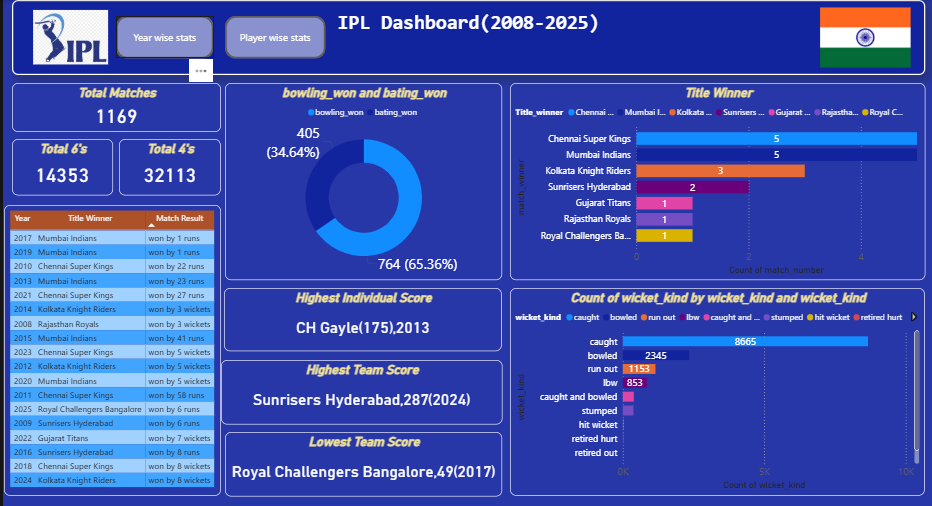 IPL
Year wise stats
Player wise stats
IPL Dashboard(2008-2025)
Total Matches
1169
Total 6's
14353
Total 4's
32113
Year Title Winner Match Result
2017 Mumbai Indians won by 1 runs
2019 Mumbai Indians won by 1 runs
2010 Chennai Super Kings won by 22 runs
2013 Mumbai Indians won by 23 runs
2021 Chennai Super Kings won by 27 runs
2014 Kolkata Knight Riders won by 3 wickets
2008 Rajasthan Royals won by 3 wickets
2015 Mumbai Indians won by 41 runs
2023 Chennai Super Kings won by 5 wickets
2012 Kolkata Knight Riders won by 5 wickets
2020 Mumbai Indians won by 5 wickets
2011 Chennai Super Kings won by 58 runs
2025 Royal Challengers Bangalore won by 6 runs
2009 Sunrisers Hyderabad won by 6 runs
2022 Gujarat Titans won by 7 wickets
2016 Sunrisers Hyderabad won by 8 runs
2018 Chennai Super Kings won by 8 wickets
2024 Kolkata Knight Riders won by 8 wickets
bowling_won and bating_won
bowling_won bating_won
405
(34.64%)
764 (65.36%)
Highest Individual Score
CH Gayle(175),2013
Highest Team Score
Sunrisers Hyderabad,287(2024)
Lowest Team Score
Royal Challengers Bangalore,49(2017)
Title Winner
Title_winner Chennai ... Mumbai I... Kolkata ... Sunrisers ... Gujarat ... Rajastha... Royal C...
match_winner
Chennai Super Kings 5
Mumbai Indians 5
Kolkata Knight Riders 3
Sunrisers Hyderabad 2
Gujarat Titans 1
Rajasthan Royals 1
Royal Challengers Ba... 1
0 2 4
Count of match_number
Count of wicket_kind by wicket_kind and wicket_kind
wicket_kind caught bowled run out lbw caught and ... stumped hit wicket retired hurt
wicket_kind
caught 8665
bowled 2345
run out 1153
lbw 853
caught and bowled
stumped
hit wicket
retired hurt
retired out
0K 5K 10K
Count of wicket_kind